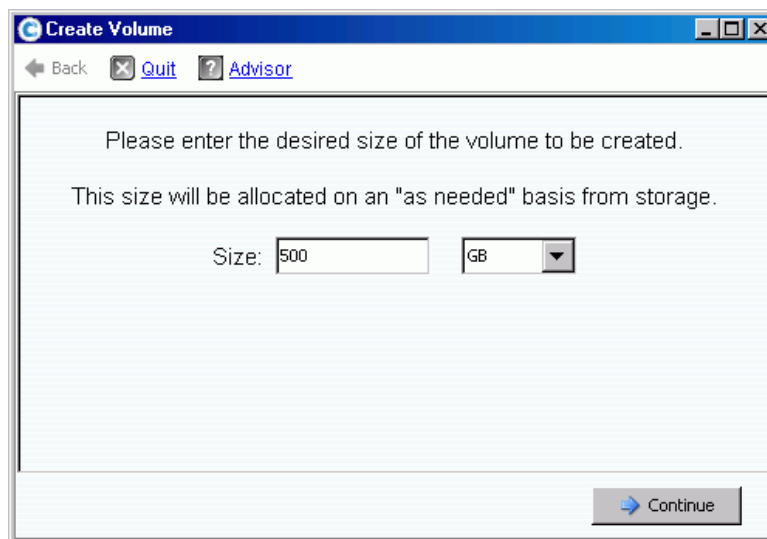 Create Volume
Back Quit Advisor
Please enter the desired size of the volume to be created.
This size will be allocated on an "as needed" basis from storage.
Size: 500 GB
Continue